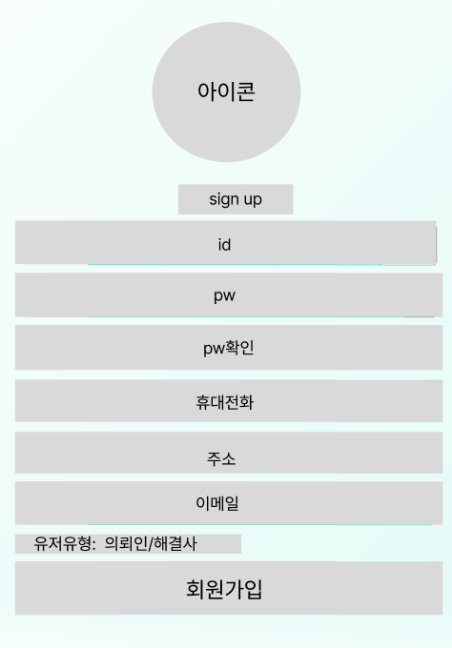 아이콘
sign up
id
pw
pw확인
휴대전화
주소
이메일
유저유형: 의뢰인/해결사
회원가입